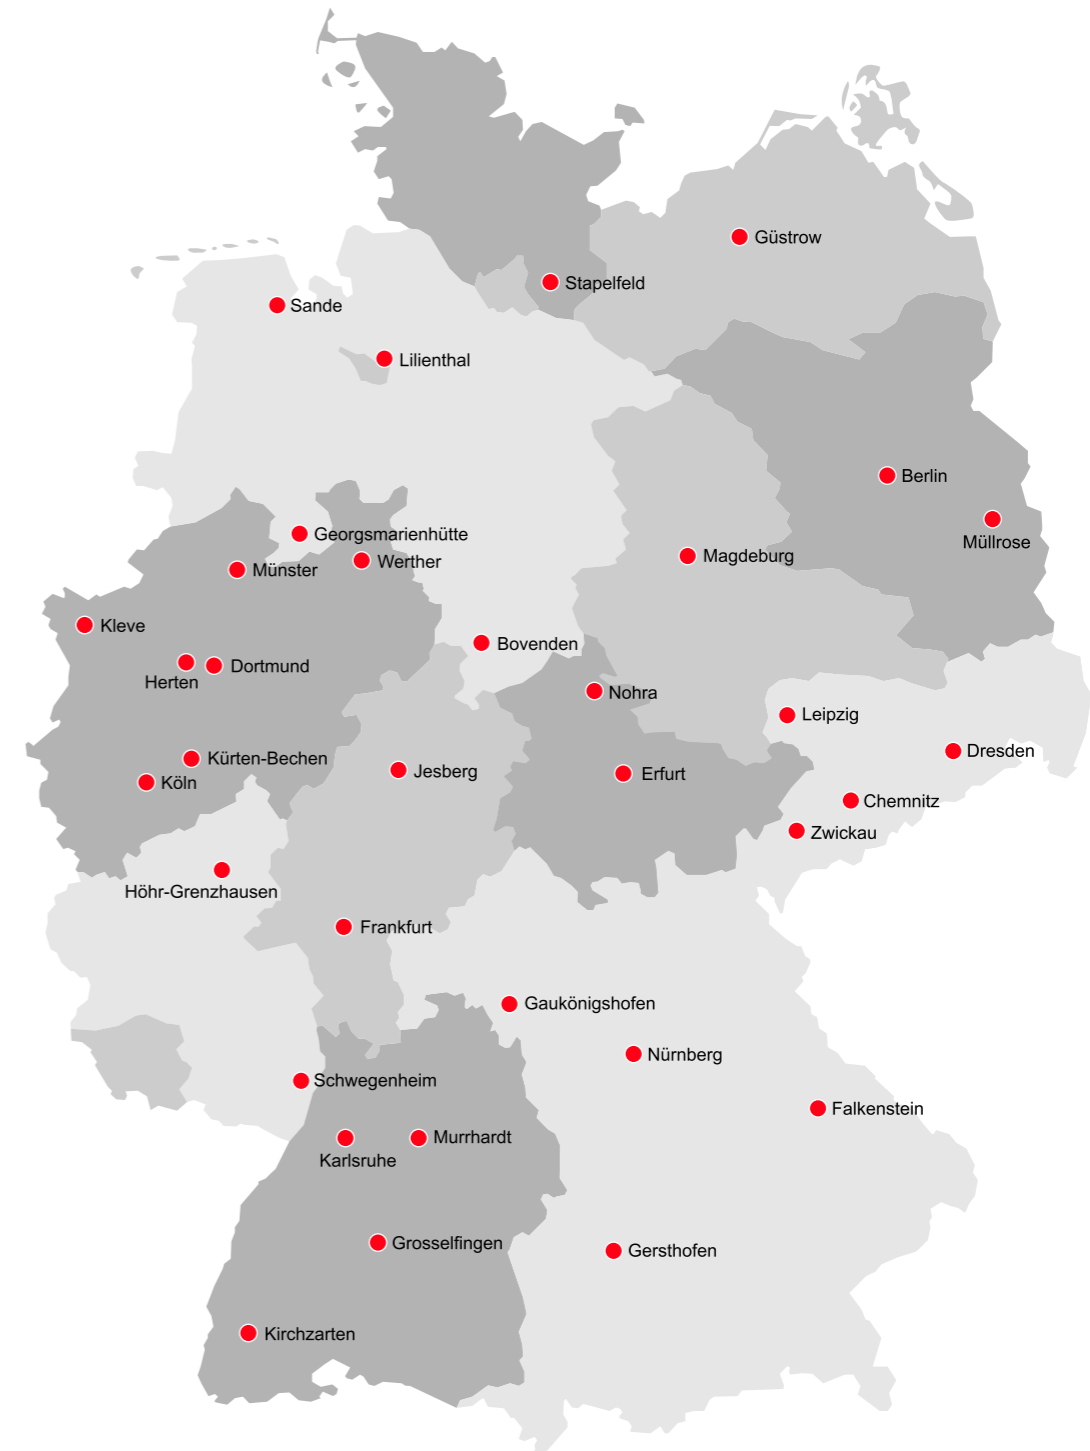 Güstrow
Stapelfeld
Sande
Lilienthal
Berlin
Georgsmarienhütte
Müllrose
Magdeburg
Werther
Münster
Kleve
Bovenden
Dortmund
Herten
Nohra
Leipzig
Dresden
Kürten-Bechen
Jesberg
Erfurt
Köln
Chemnitz
Zwickau
Höhr-Grenzhausen
Frankfurt
Gaukönigshofen
Nürnberg
Schwegenheim
Falkenstein
Murrhardt
Karlsruhe
Grosselfingen
Gersthofen
Kirchzarten